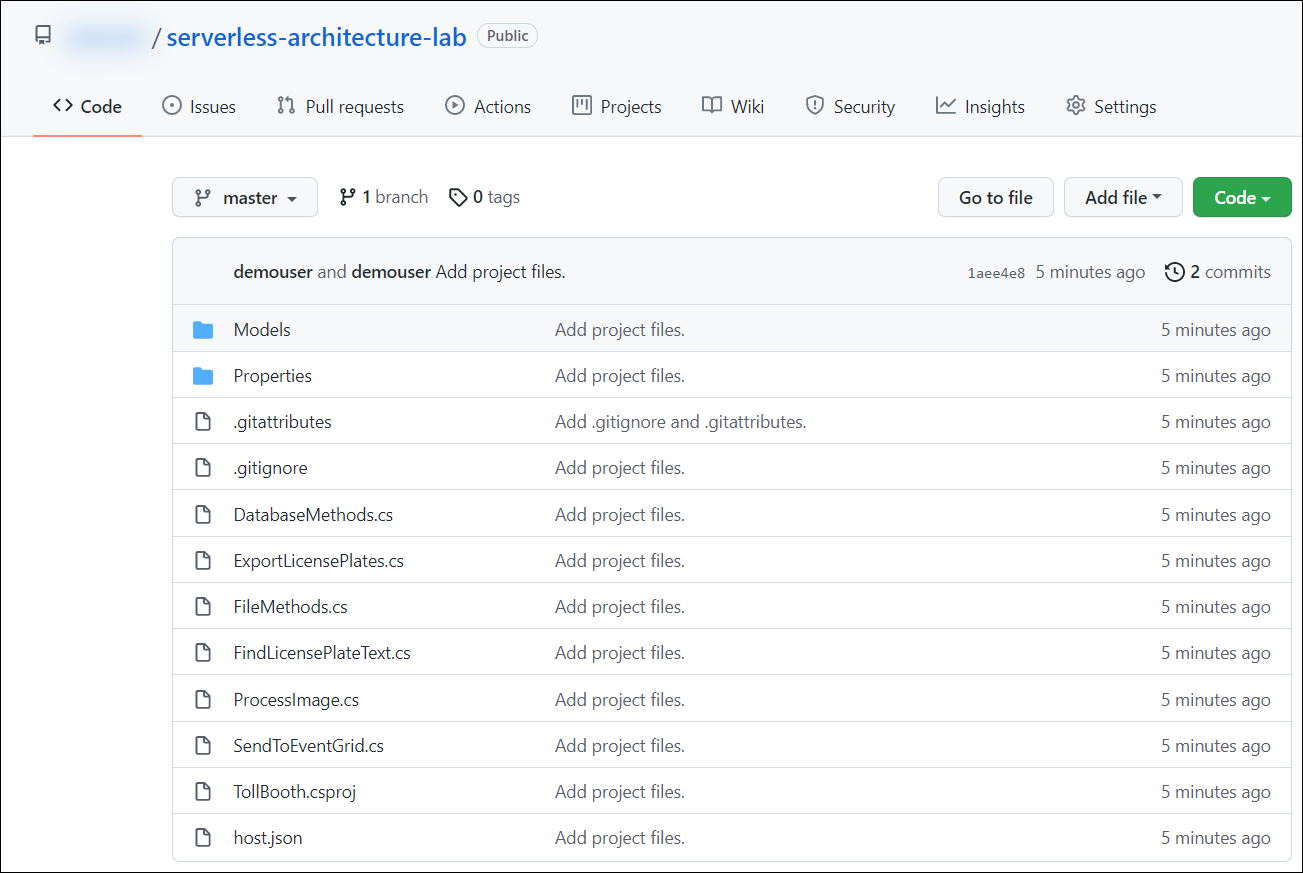 / serverless-architecture-lab Public
Code Issues Pull requests Actions Projects Wiki Security Insights Settings
master 1 branch 0 tags Go to file Add file Code
demouser and demouser Add project files. 1aee4e8 5 minutes ago 2 commits
Models Add project files. 5 minutes ago
Properties Add project files. 5 minutes ago
.gitattributes Add .gitignore and .gitattributes. 5 minutes ago
.gitignore Add project files. 5 minutes ago
DatabaseMethods.cs Add project files. 5 minutes ago
ExportLicensePlates.cs Add project files. 5 minutes ago
FileMethods.cs Add project files. 5 minutes ago
FindLicensePlateText.cs Add project files. 5 minutes ago
ProcessImage.cs Add project files. 5 minutes ago
SendToEventGrid.cs Add project files. 5 minutes ago
TollBooth.csproj Add project files. 5 minutes ago
host.json Add project files. 5 minutes ago